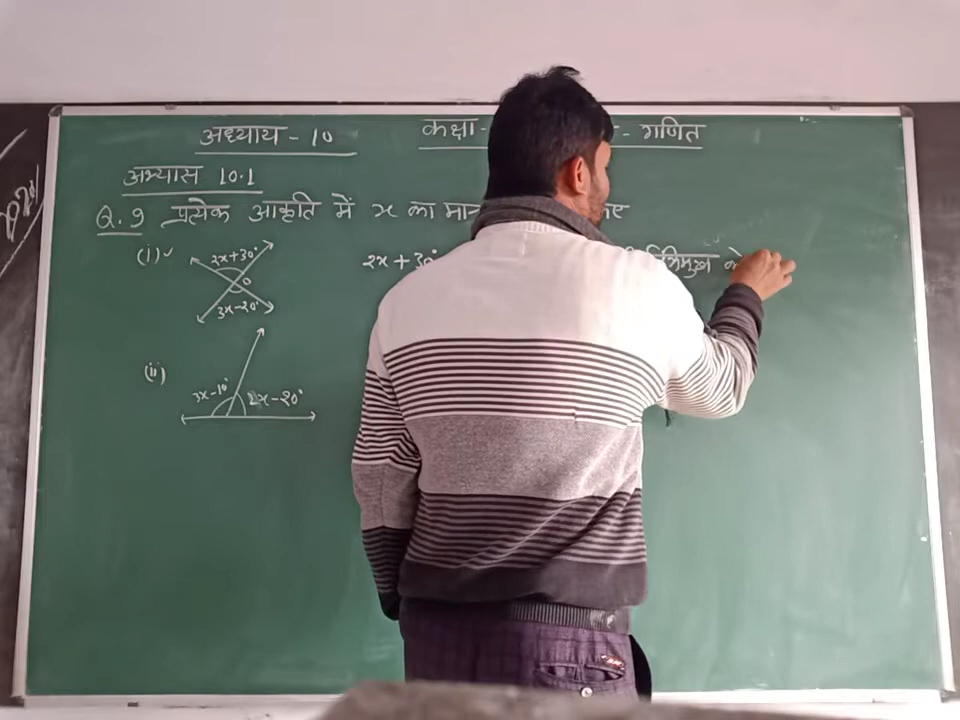 अध्याय - 10
कक्षा - - गणित
अभ्यास 10.1
Q. 9 प्रत्येक आकृति में x का मान
(i)
2x+30°
O
3x-20°
2x+30°
(ii)
3x-10°
2x-20°